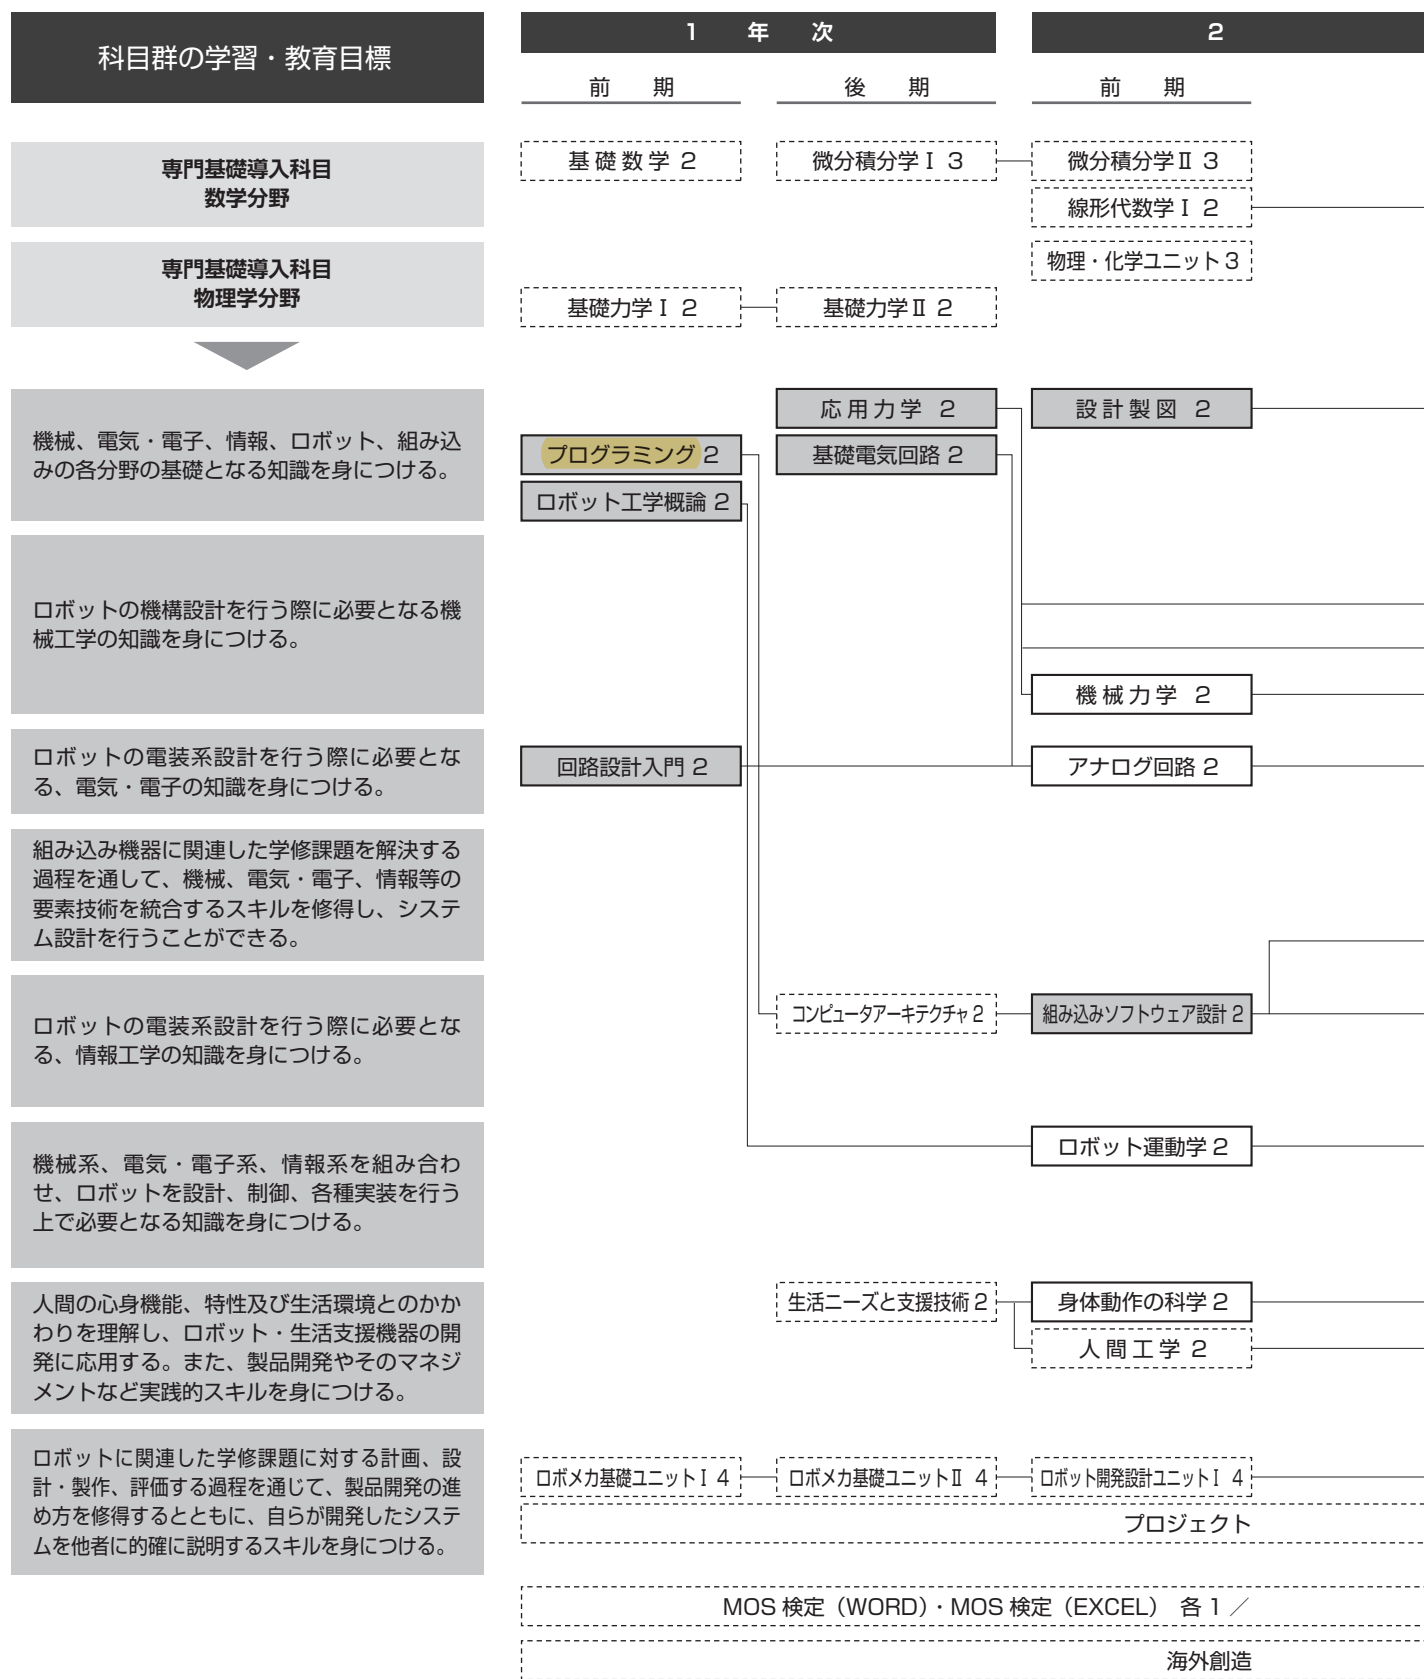 科目群の学習・教育目標
1 年 次
2
前 期
後 期
前 期
専門基礎導入科目
数学分野
基礎数学 2
微分積分学Ⅰ 3
微分積分学Ⅱ 3
線形代数学Ⅰ 2
専門基礎導入科目
物理学分野
物理・化学ユニット 3
基礎力学Ⅰ 2
基礎力学Ⅱ 2
機械、電気・電子、情報、ロボット、組み込
みの各分野の基礎となる知識を身につける。
応用力学 2
設計製図 2
プログラミング 2
基礎電気回路 2
ロボット工学概論 2
ロボットの機構設計を行う際に必要となる機
械工学の知識を身につける。
機械力学 2
ロボットの電装系設計を行う際に必要とな
る、電気・電子の知識を身につける。
回路設計入門 2
アナログ回路 2
組み込み機器に関連した学修課題を解決する
過程を通して、機械、電気・電子、情報等の
要素技術を統合するスキルを修得し、システ
ム設計を行うことができる。
ロボットの電装系設計を行う際に必要とな
る、情報工学の知識を身につける。
コンピュータアーキテクチャ 2
組み込みソフトウェア設計 2
機械系、電気・電子系、情報系を組み合わ
せ、ロボットを設計、制御、各種実装を行う
上で必要となる知識を身につける。
ロボット運動学 2
人間の心身機能、特性及び生活環境とのかか
わりを理解し、ロボット・生活支援機器の開
発に応用する。また、製品開発やそのマネジ
メントなど実践的スキルを身につける。
生活ニーズと支援技術 2
身体動作の科学 2
人間工学 2
ロボットに関連した学修課題に対する計画、設
計・製作、評価する過程を通じて、製品開発の進
め方を修得するとともに、自らが開発したシステ
ムを他者に的確に説明するスキルを身につける。
ロボメカ基礎ユニットⅠ 4
ロボメカ基礎ユニットⅡ 4
ロボット開発設計ユニットⅠ 4
プロジェクト
MOS 検定（WORD）・MOS 検定（EXCEL） 各 1 ／
海外創造